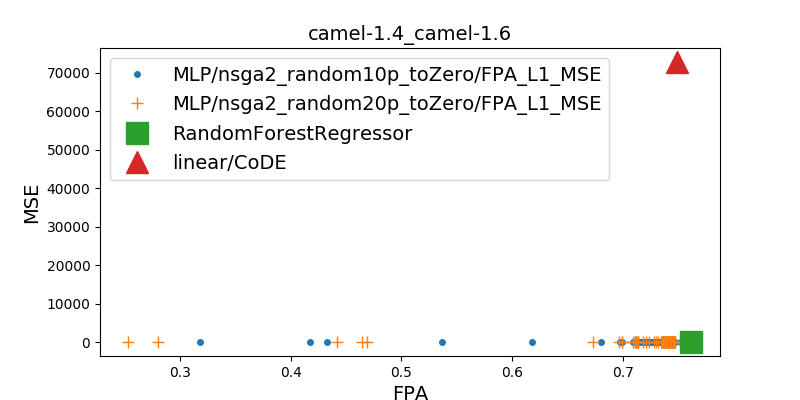 camel-1.4_camel-1.6
MLP/nsga2_random10p_toZero/FPA_L1_MSE
MLP/nsga2_random20p_toZero/FPA_L1_MSE
RandomForestRegressor
linear/CoDE
MSE
70000
60000
50000
40000
30000
20000
10000
0
0.3 0.4 0.5 0.6 0.7
FPA